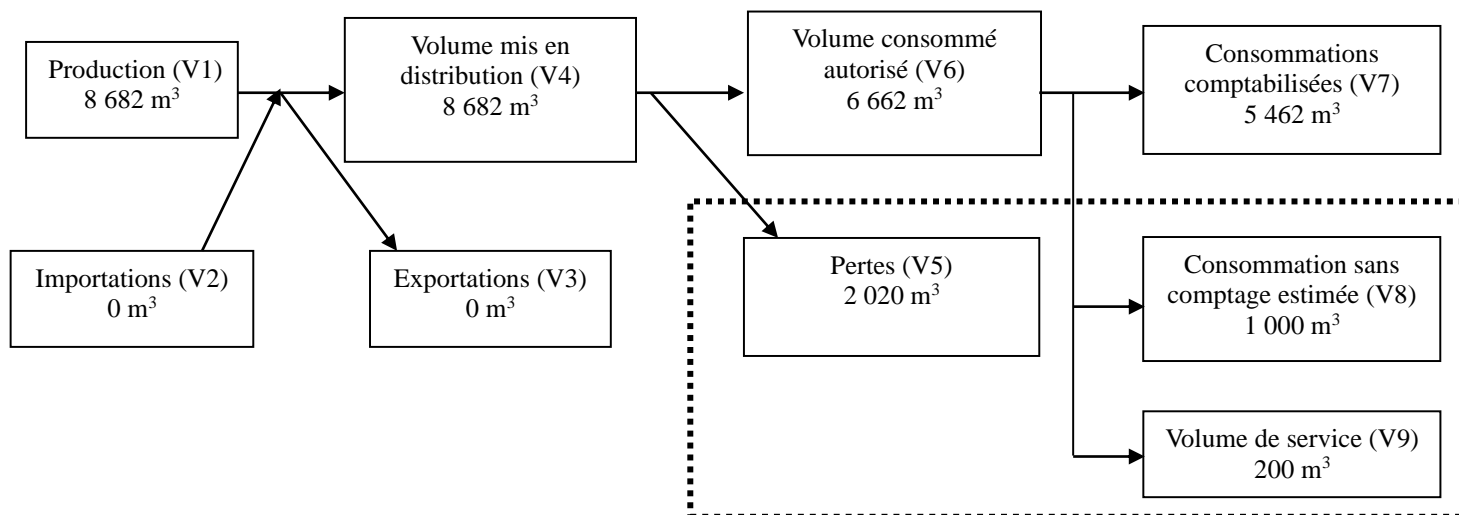 Production (V1)
8 682 m³
Volume mis en
distribution (V4)
8 682 m³
Volume consommé
autorisé (V6)
6 662 m³
Consommations
comptabilisées (V7)
5 462 m³
Importations (V2)
0 m³
Exportations (V3)
0 m³
Pertes (V5)
2 020 m³
Consommation sans
comptage estimée (V8)
1 000 m³
Volume de service (V9)
200 m³